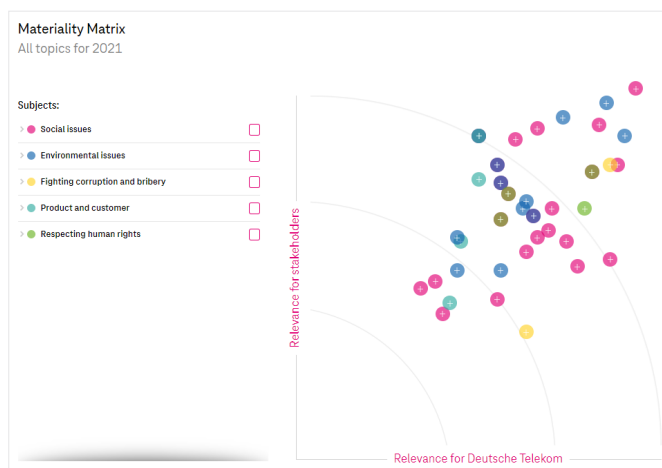 Materiality Matrix
All topics for 2021
Subjects:
Social issues
Environmental issues
Fighting corruption and bribery
Product and customer
Respecting human rights
Relevance for stakeholders
Relevance for Deutsche Telekom